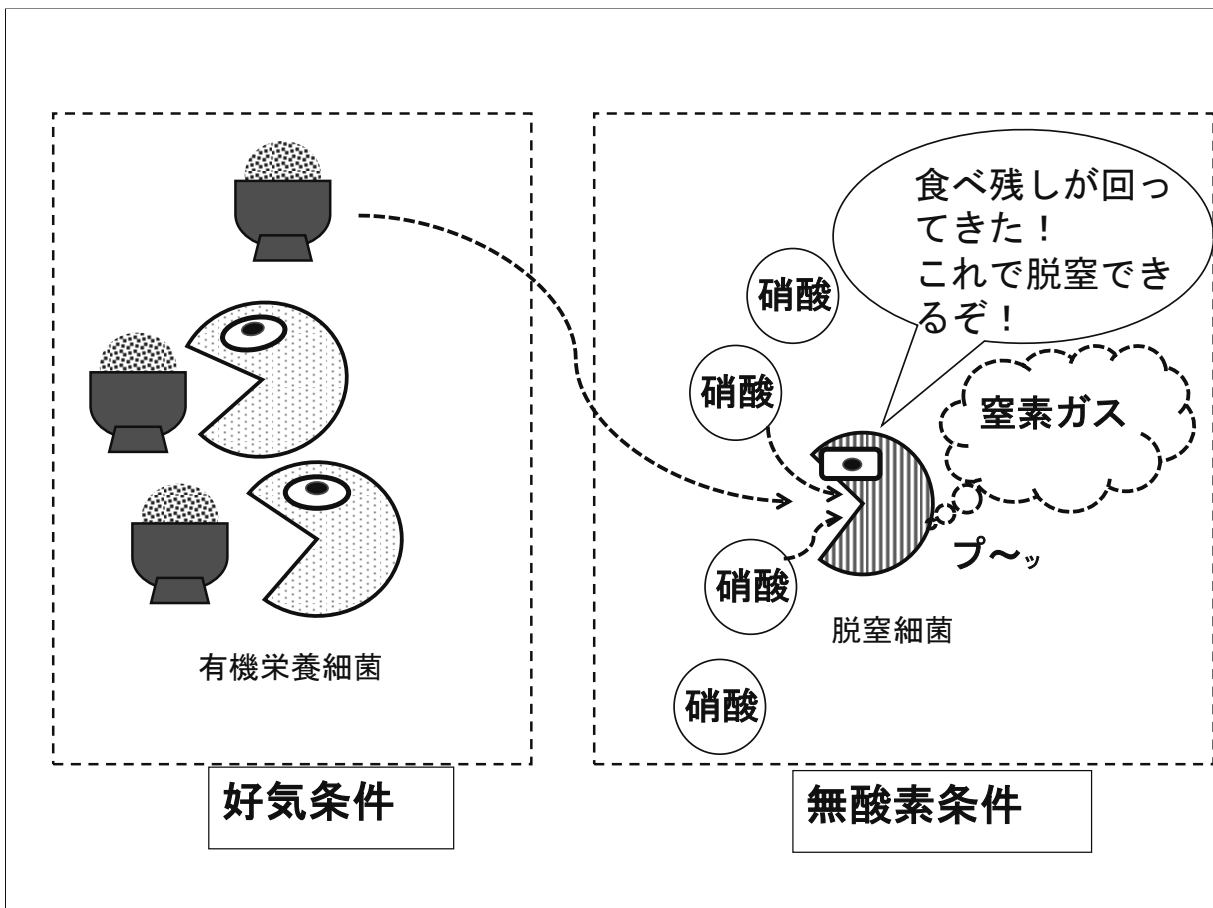 食べ残しが回っ
てきた！
これで脱窒でき
るぞ！
硝酸
硝酸
窒素ガス
プ～ッ
硝酸
脱窒細菌
有機栄養細菌
硝酸
好気条件
無酸素条件